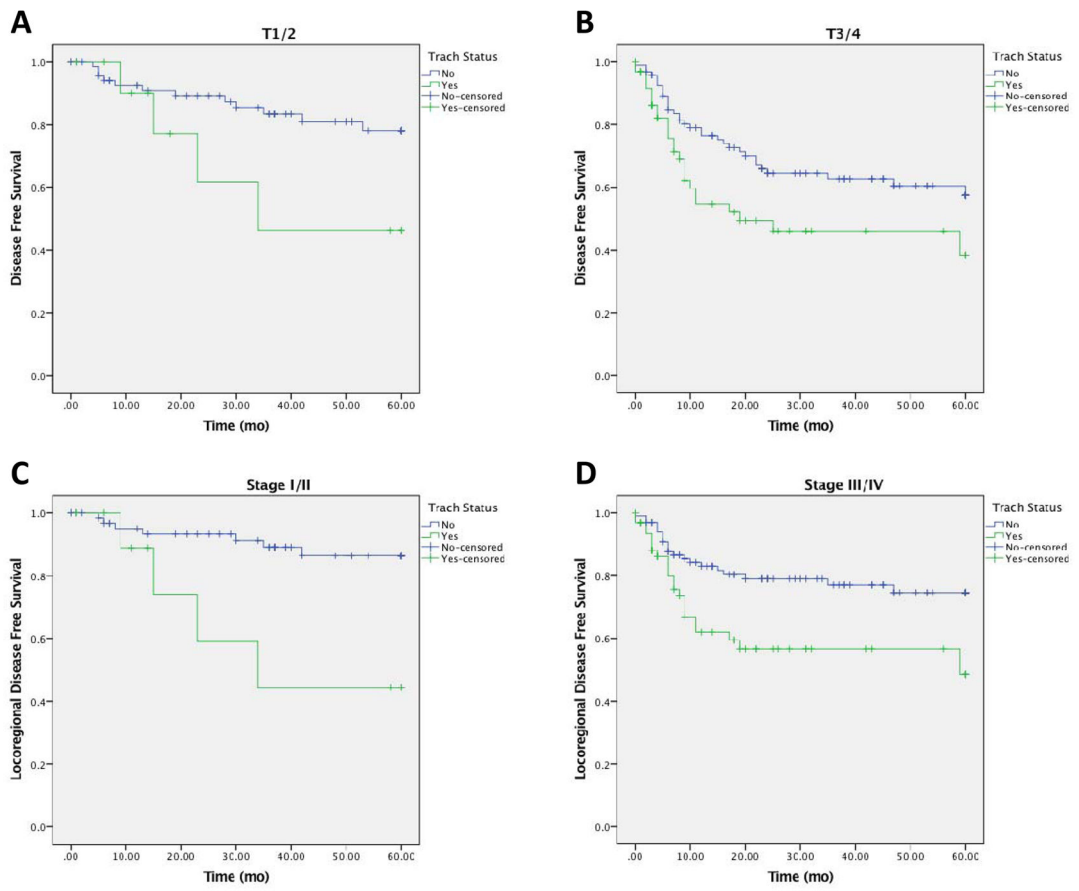 A
T1/2
Disease Free Survival
1.0
0.8
0.6
0.4
0.2
0.0
.00 10.00 20.00 30.00 40.00 50.00 60.00
Time (mo)
Trach Status
No
Yes
No-censored
Yes-censored
B
T3/4
Disease Free Survival
1.0
0.8
0.6
0.4
0.2
0.0
.00 10.00 20.00 30.00 40.00 50.00 60.00
Time (mo)
Trach Status
No
Yes
No-censored
Yes-censored
C
Stage I/II
Locoregional Disease Free Survival
1.0
0.8
0.6
0.4
0.2
0.0
.00 10.00 20.00 30.00 40.00 50.00 60.00
Time (mo)
Trach Status
No
Yes
No-censored
Yes-censored
D
Stage III/IV
Locoregional Disease Free Survival
1.0
0.8
0.6
0.4
0.2
0.0
.00 10.00 20.00 30.00 40.00 50.00 60.00
Time (mo)
Trach Status
No
Yes
No-censored
Yes-censored